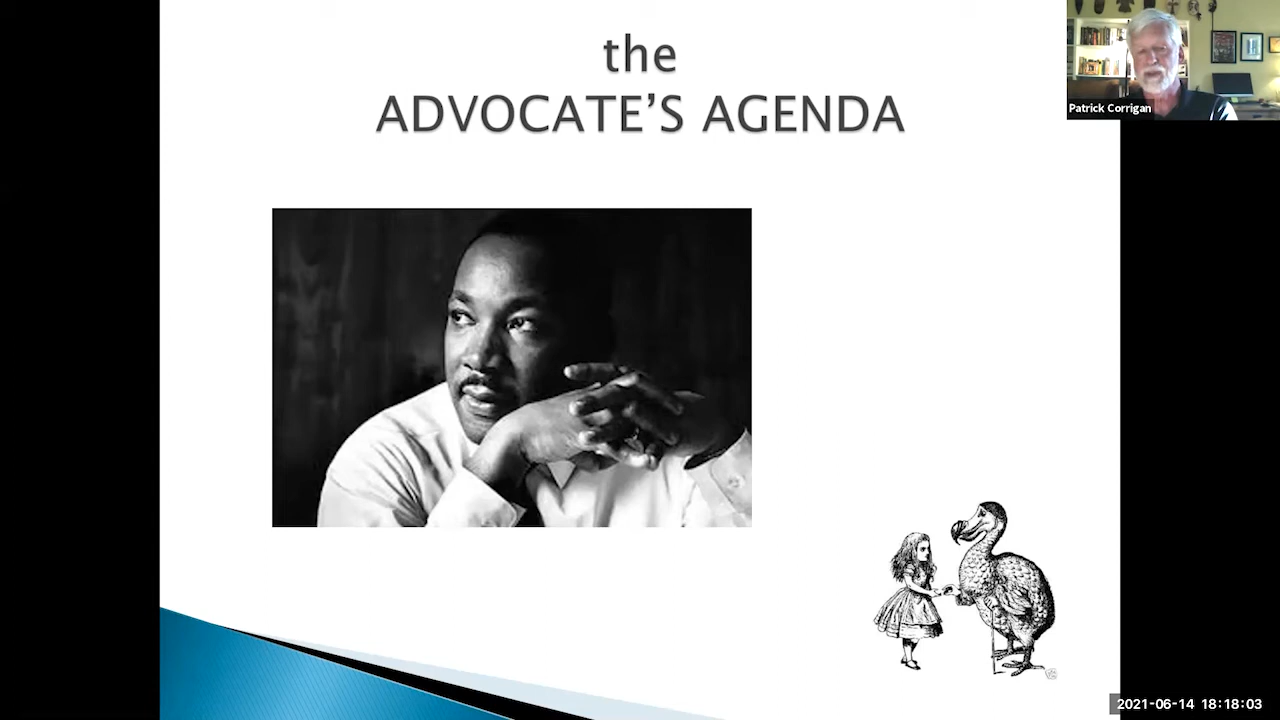 the
ADVOCATE'S AGENDA
Patrick Corrigan
2021-06-14 18:18:03